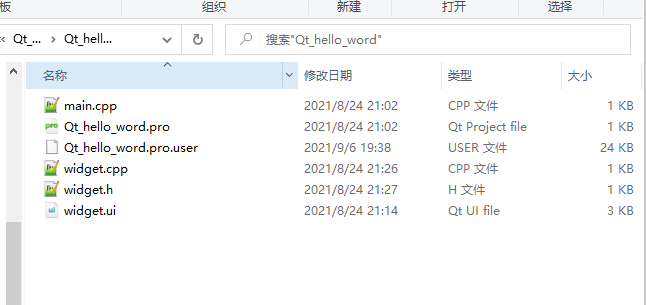 板 组织 新建 打开 选择
« Qt_... › Qt_hell... 搜索"Qt_hello_word"
名称 修改日期 类型 大小
main.cpp 2021/8/24 21:02 CPP 文件 1 KB
Qt_hello_word.pro 2021/8/24 21:02 Qt Project file 1 KB
Qt_hello_word.pro.user 2021/9/6 19:38 USER 文件 24 KB
widget.cpp 2021/8/24 21:26 CPP 文件 1 KB
widget.h 2021/8/24 21:27 H 文件 1 KB
widget.ui 2021/8/24 21:14 Qt UI file 3 KB